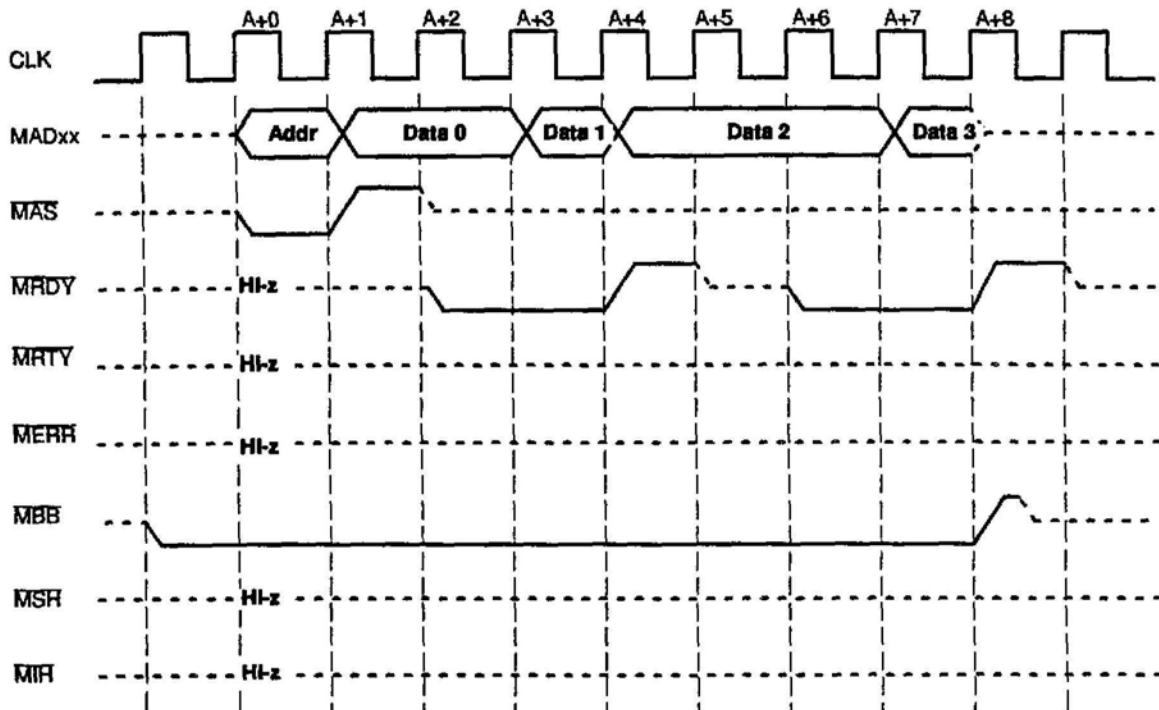 A+0 A+1 A+2 A+3 A+4 A+5 A+6 A+7 A+8
CLK
MADxx Addr Data 0 Data 1 Data 2 Data 3
MAS
MRDY HI-z
MRTY HI-z
MERR HI-z
MBB
MSH HI-z
MIH HI-z